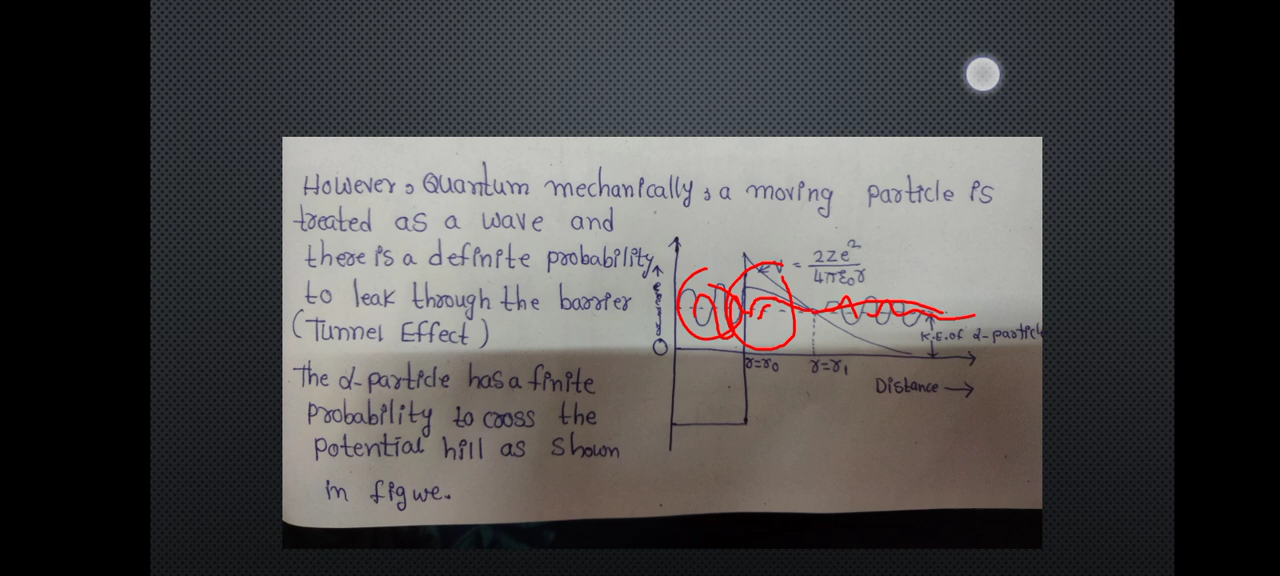 However, Quantum mechanically, a moving particle is
treated as a wave and
there is a definite probability
to leak through the barrier
(Tunnel Effect)
The α-particle has a finite
probability to cross the
potential hill as shown
in figure.
V = 2Ze²/4πε₀r
O
K.E. of α-particle
r=r₀ r=r₁
Distance →